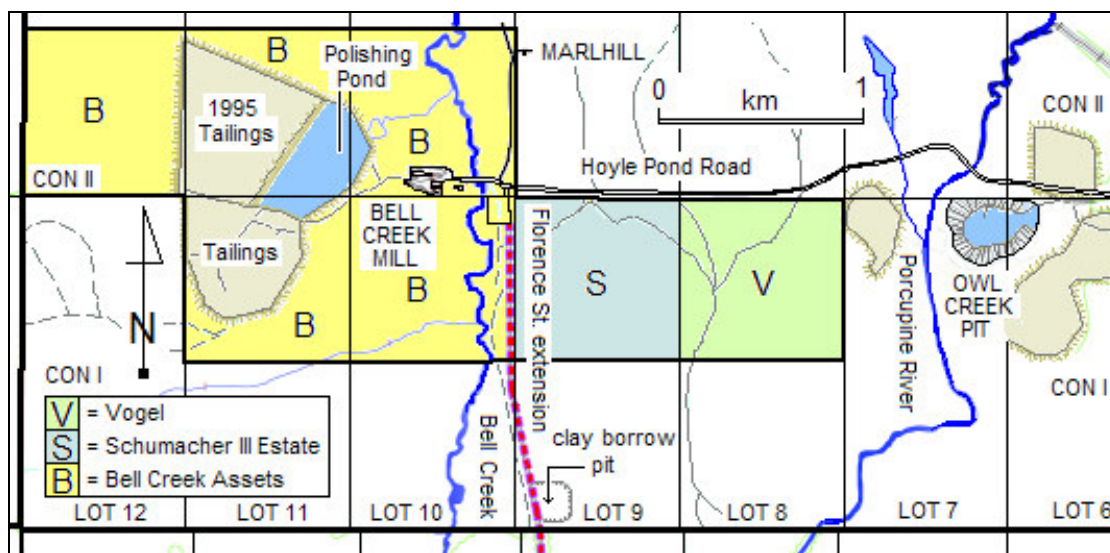 MARLHILL
B
Polishing
Pond
0
1
km
B
1995
Tailings
CON II
B
CON II
Hoyle Pond Road
BELL
CREEK
MILL
Tailings
Florence St. extension
S
V
Porcupine River
OWL
CREEK
PIT
B
B
N
CON I
CON I
V = Vogel
S = Schumacher III Estate
B = Bell Creek Assets
Bell Creek
clay borrow
pit
LOT 12
LOT 11
LOT 10
LOT 9
LOT 8
LOT 7
LOT 6